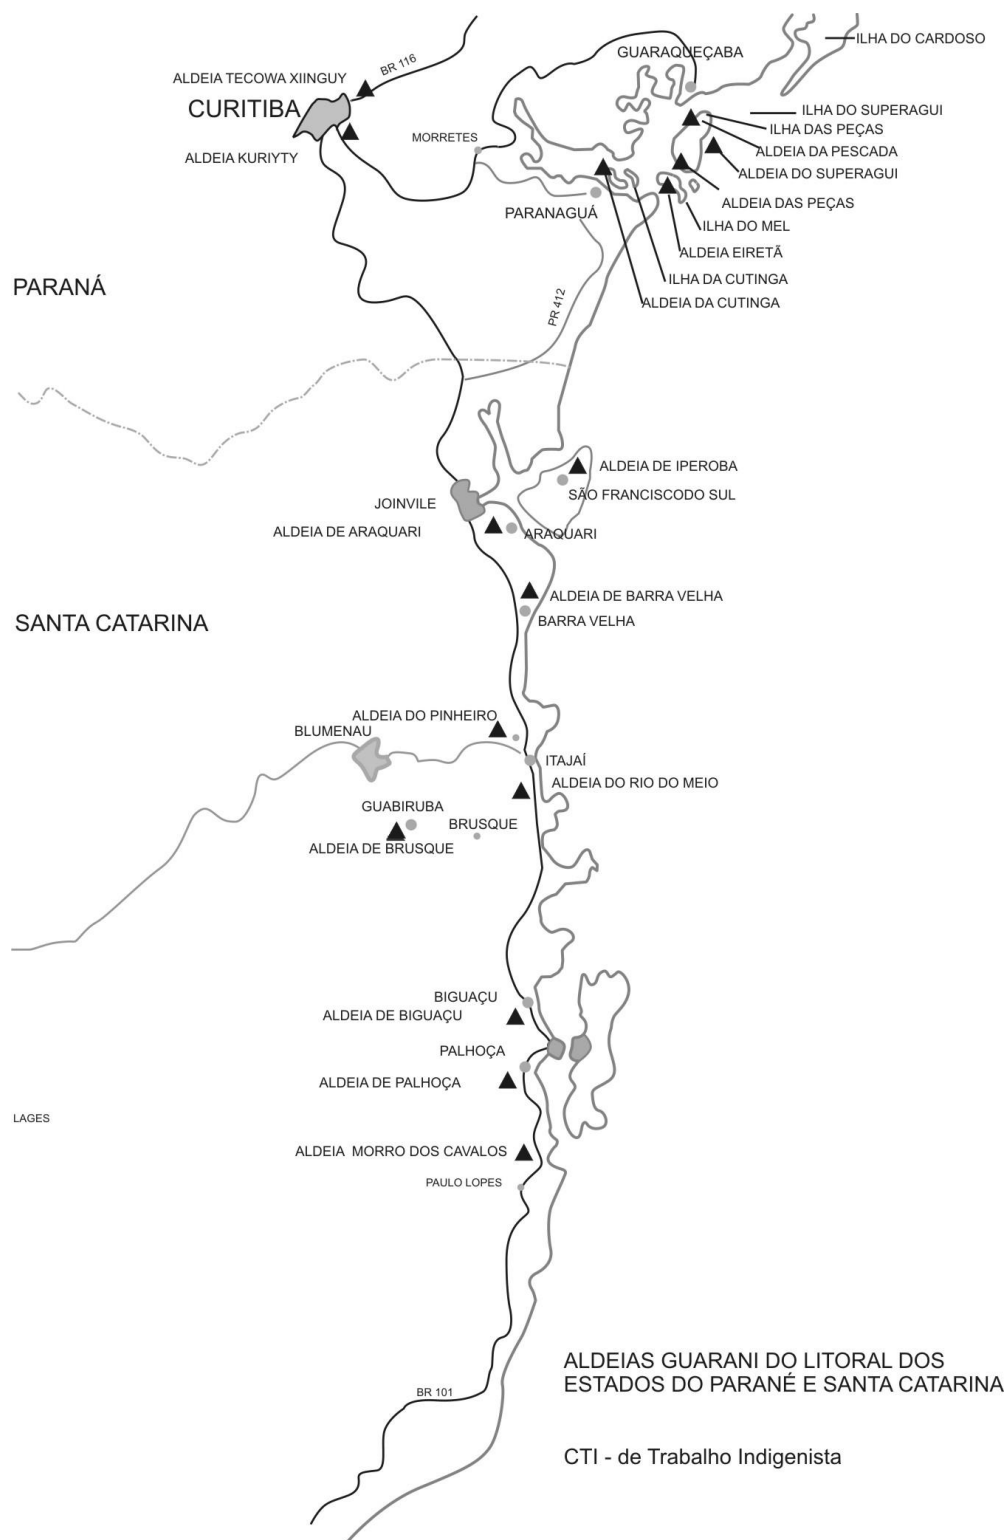 ILHA DO CARDOSO
GUARAQUEÇABA
BR 116
ALDEIA TECOWA XIINGUY
CURITIBA
ILHA DO SUPERAGUI
ILHA DAS PEÇAS
MORRETES
ALDEIA DA PESCADA
ALDEIA KURIYTY
ALDEIA DO SUPERAGUI
ALDEIA DAS PEÇAS
PARANAGUÁ
ILHA DO MEL
ALDEIA EIRETÃ
ILHA DA CUTINGA
PARANÁ
ALDEIA DA CUTINGA
PR 412
ALDEIA DE IPEROBA
SÃO FRANCISCODO SUL
JOINVILE
ALDEIA DE ARAQUARI
ARAQUARI
ALDEIA DE BARRA VELHA
SANTA CATARINA
BARRA VELHA
ALDEIA DO PINHEIRO
BLUMENAU
ITAJAÍ
ALDEIA DO RIO DO MEIO
GUABIRUBA
BRUSQUE
ALDEIA DE BRUSQUE
BIGUAÇU
ALDEIA DE BIGUAÇU
PALHOÇA
ALDEIA DE PALHOÇA
LAGES
ALDEIA MORRO DOS CAVALOS
PAULO LOPES
ALDEIAS GUARANI DO LITORAL DOS
ESTADOS DO PARANÉ E SANTA CATARINA
BR 101
CTI - de Trabalho Indigenista